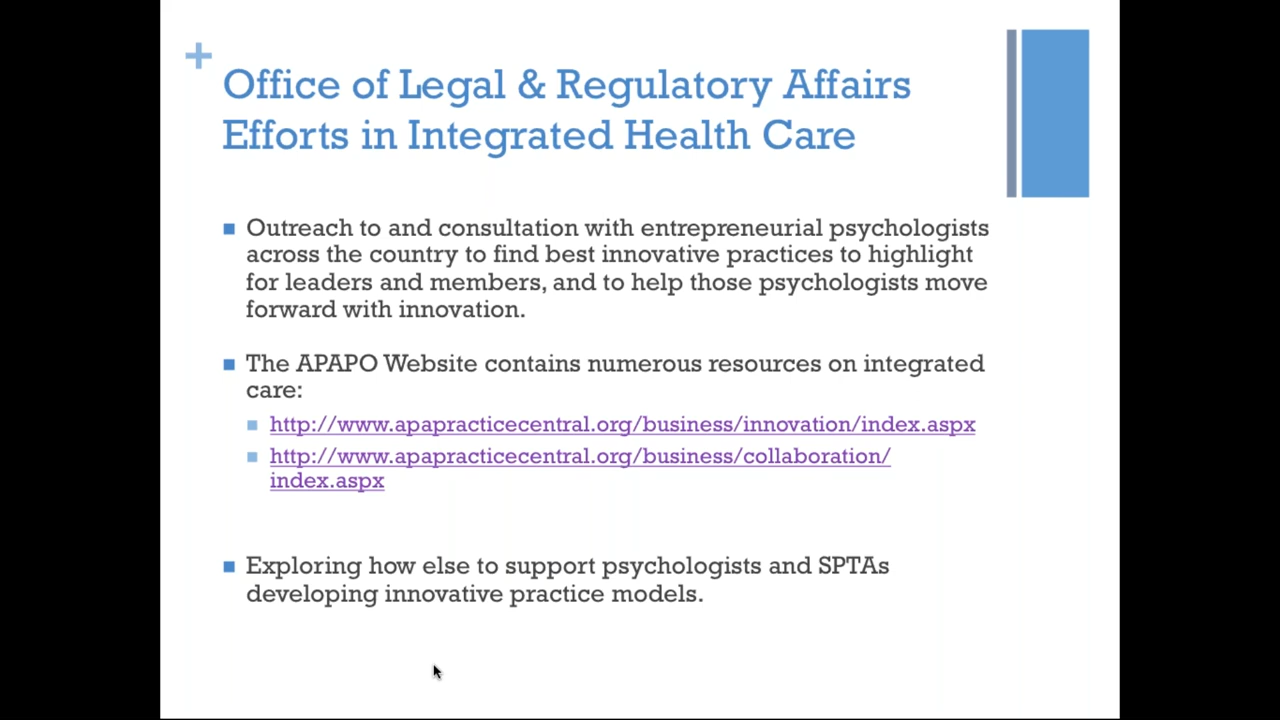 +
Office of Legal & Regulatory Affairs
Efforts in Integrated Health Care
Outreach to and consultation with entrepreneurial psychologists
across the country to find best innovative practices to highlight
for leaders and members, and to help those psychologists move
forward with innovation.
The APAPO Website contains numerous resources on integrated
care:
http://www.apapracticecentral.org/business/innovation/index.aspx
http://www.apapracticecentral.org/business/collaboration/
index.aspx
Exploring how else to support psychologists and SPTAs
developing innovative practice models.